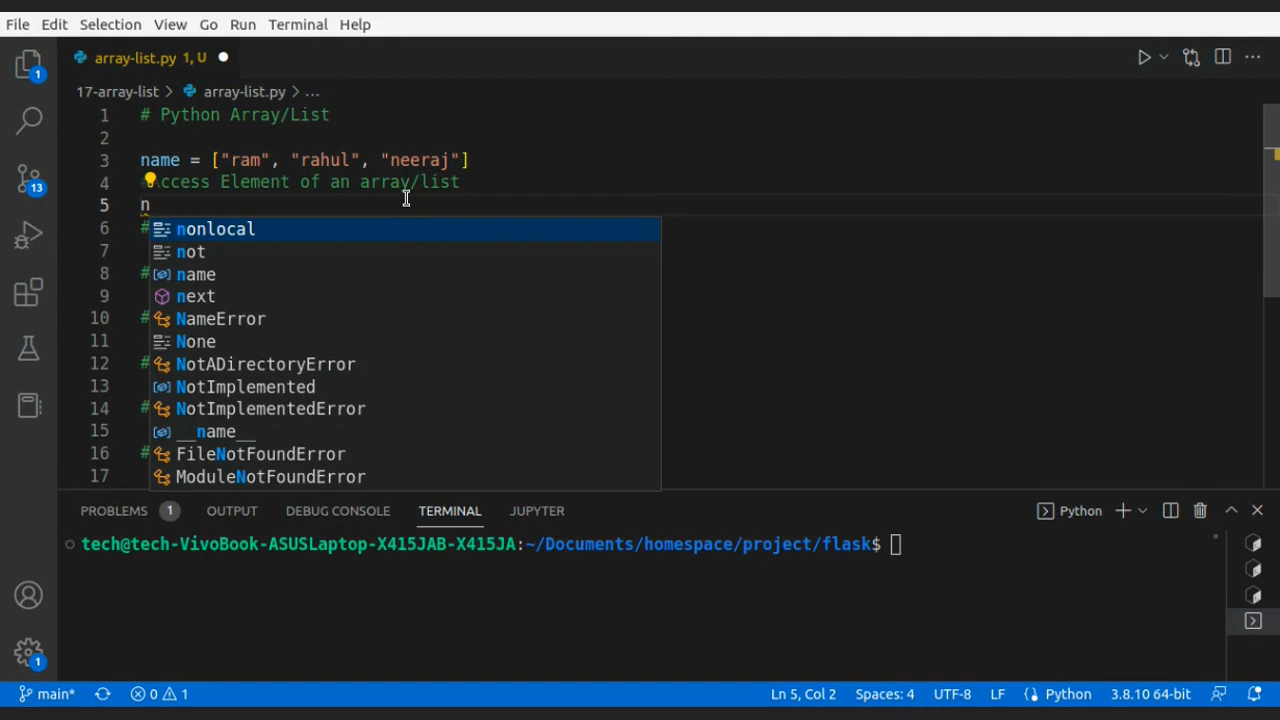 File Edit Selection View Go Run Terminal Help
array-list.py 1, U
17-array-list > array-list.py > ...
1 # Python Array/List
2
3 name = ["ram", "rahul", "neeraj"]
4 ccess Element of an array/list
5 n
6 # nonlocal
7 not
8 # name
9 next
10 # NameError
11 None
12 # NotADirectoryError
13 NotImplemented
14 # NotImplementedError
15 __name__
16 # FileNotFoundError
17 ModuleNotFoundError
PROBLEMS 1 OUTPUT DEBUG CONSOLE TERMINAL JUPYTER Python
tech@tech-VivoBook-ASUSLaptop-X415JAB-X415JA:~/Documents/homespace/project/flask$
1
13
1
main* 0 1 Ln 5, Col 2 Spaces: 4 UTF-8 LF Python 3.8.10 64-bit